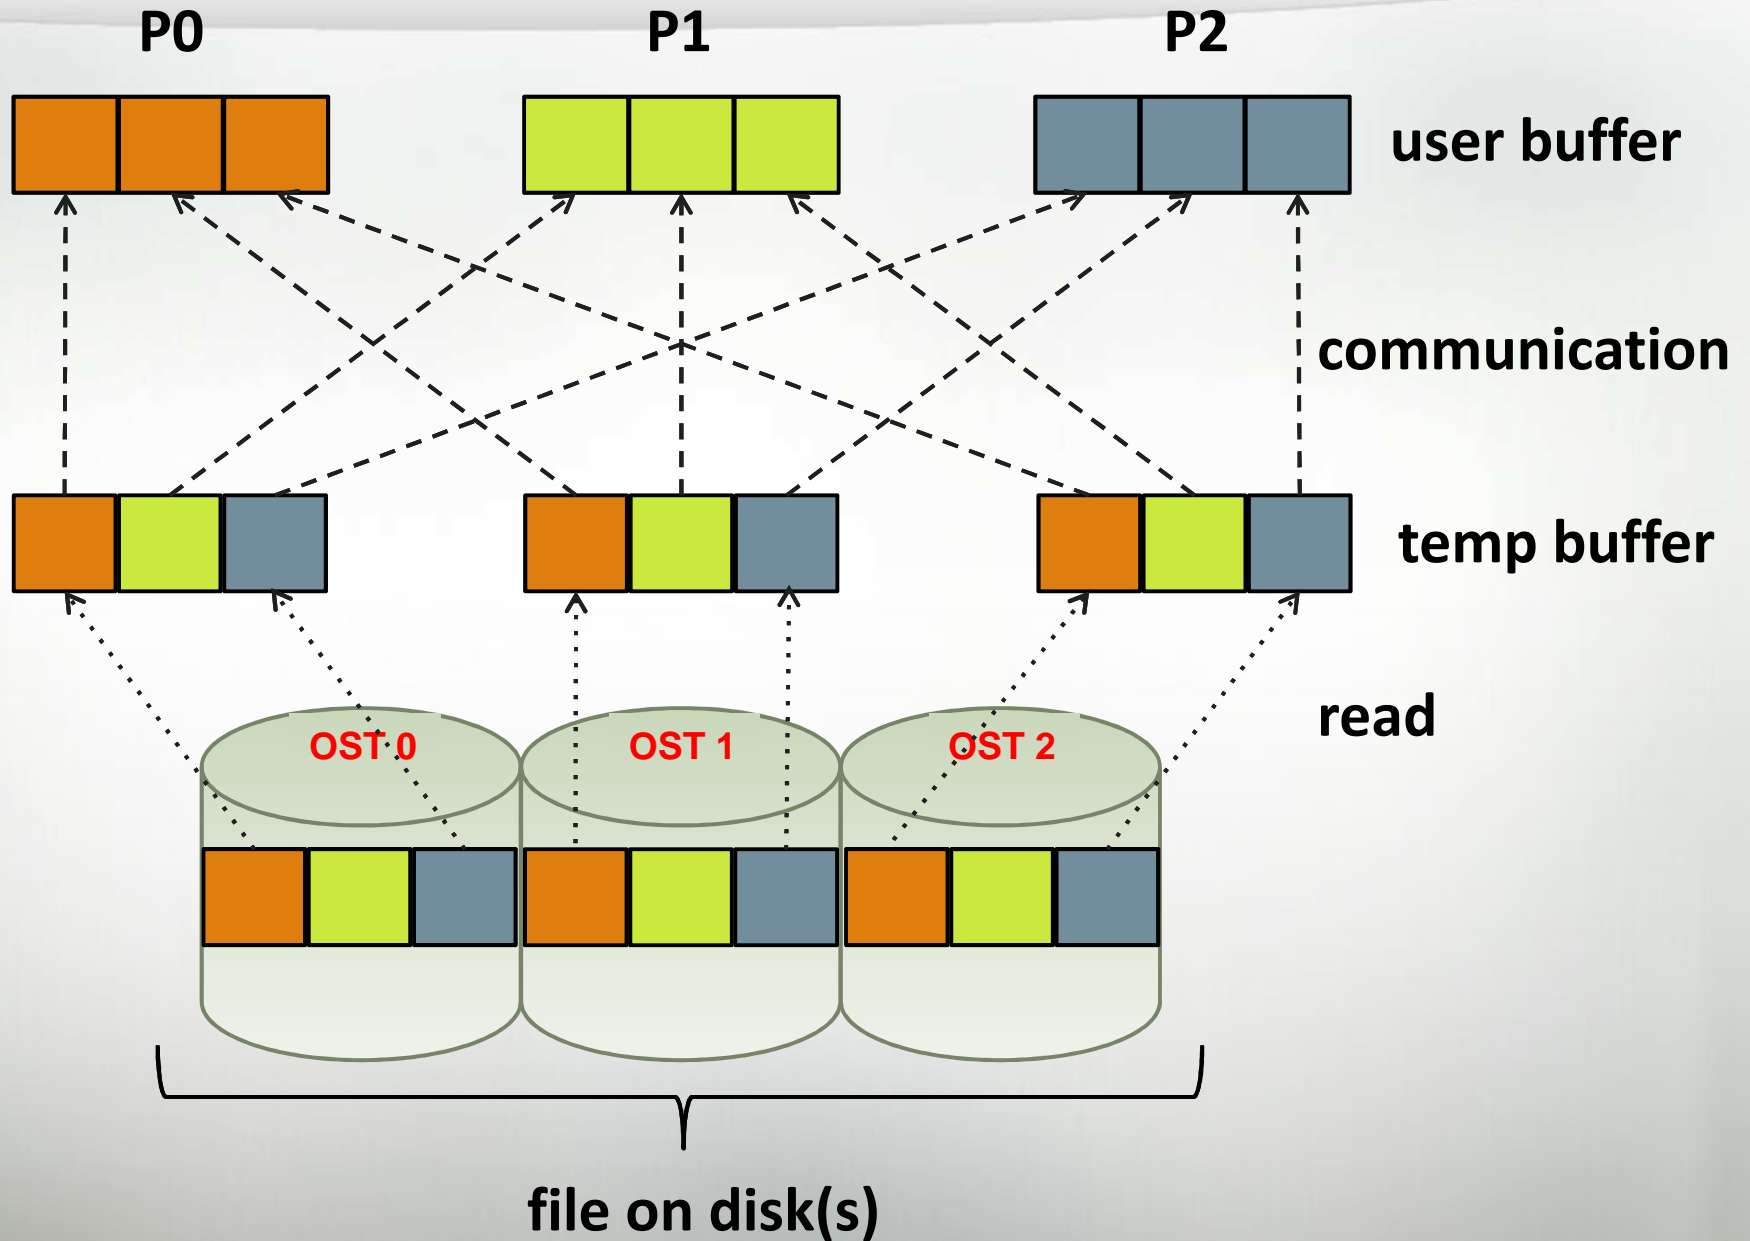 P0 P1 P2
user buffer
communication
temp buffer
read
OST 0 OST 1 OST 2
file on disk(s)